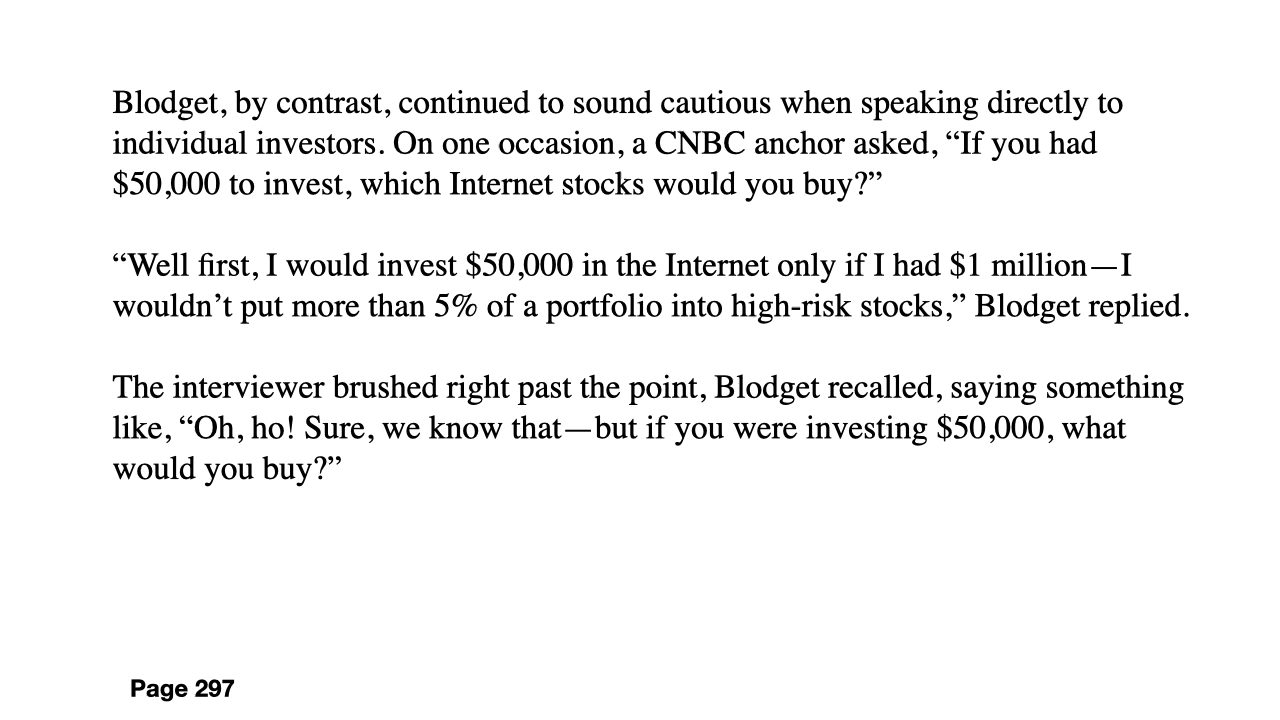 Blodget, by contrast, continued to sound cautious when speaking directly to
individual investors. On one occasion, a CNBC anchor asked, “If you had
$50,000 to invest, which Internet stocks would you buy?”
“Well first, I would invest $50,000 in the Internet only if I had $1 million—I
wouldn’t put more than 5% of a portfolio into high-risk stocks,” Blodget replied.
The interviewer brushed right past the point, Blodget recalled, saying something
like, “Oh, ho! Sure, we know that—but if you were investing $50,000, what
would you buy?”
Page 297